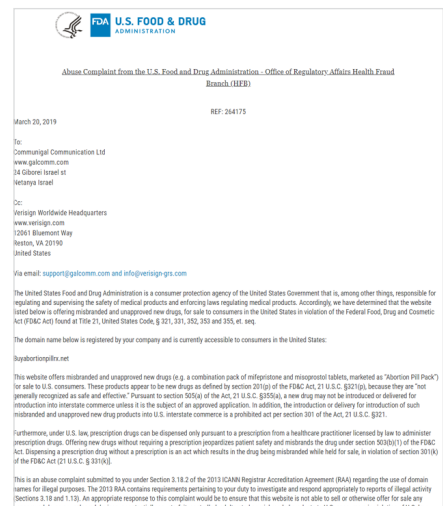 FDA U.S. FOOD & DRUG
ADMINISTRATION
Abuse Complaint from the U.S. Food and Drug Administration - Office of Regulatory Affairs Health Fraud
Branch (HFB)
REF: 264175
March 20, 2019
To:
Communigal Communication Ltd
www.galcomm.com
34 Giborei Israel st
Netanya Israel
Cc:
Verisign Worldwide Headquarters
www.verisign.com
12061 Bluemont Way
Reston, VA 20190
United States
Via email: support@galcomm.com and info@verisign-grs.com
The United States Food and Drug Administration is a consumer protection agency of the United States Government that is, among other things, responsible for
regulating and supervising the safety of medical products and enforcing laws regulating medical products. Accordingly, we have determined that the website
listed below is offering misbranded and unapproved new drugs, for sale to consumers in the United States in violation of the Federal Food, Drug and Cosmetic
Act (FD&C Act) found at Title 21, United States Code, § 321, 331, 352, 353 and 355, et. seq.
The domain name below is registered by your company and is currently accessible to consumers in the United States:
Buyabortionpillrx.net
This website offers misbranded and unapproved new drugs (e.g. a combination pack of mifepristone and misoprostol tablets, marketed as "Abortion Pill Pack")
for sale to U.S. consumers. These products appear to be new drugs as defined by section 201(p) of the FD&C Act, 21 U.S.C. §321(p), because they are "not
generally recognized as safe and effective." Pursuant to section 505(a) of the Act, 21 U.S.C. §355(a), a new drug may not be introduced or delivered for
introduction into interstate commerce unless it is the subject of an approved application. In addition, the introduction or delivery for introduction of such
misbranded and unapproved new drug products into U.S. interstate commerce is a prohibited act per section 301 of the Act, 21 U.S.C. §321.
Furthermore, under U.S. law, prescription drugs can be dispensed only pursuant to a prescription from a healthcare practitioner licensed by law to administer
prescription drugs. Offering new drugs without requiring a prescription jeopardizes patient safety and misbrands the drug under section 503(b)(1) of the FD&C
Act. Dispensing a prescription drug without a prescription is an act which results in the drug being misbranded while held for sale, in violation of section 301(k)
of the FD&C Act (21 U.S.C. § 331(k)].
This is an abuse complaint submitted to you under Section 3.18.2 of the 2013 ICANN Registrar Accreditation Agreement (RAA) regarding the use of domain
names for illegal purposes. The 2013 RAA contains requirements pertaining to your duty to investigate and respond appropriately to reports of illegal activity
(Sections 3.18 and 1.13). An appropriate response to this complaint would be to ensure that this website is not able to sell or otherwise offer for sale any